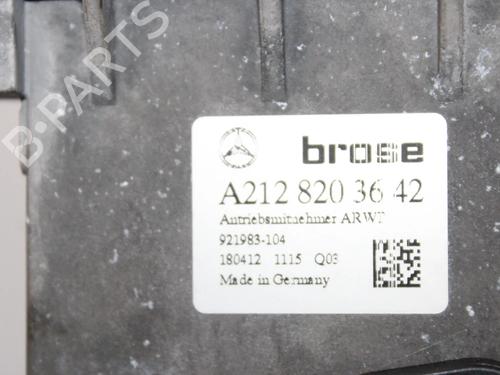 B-PARTS
brose
A212 820 36 42
Antriebsmitnehmer ARWT
921983-104
180412 1115 Q03
Made in Germany